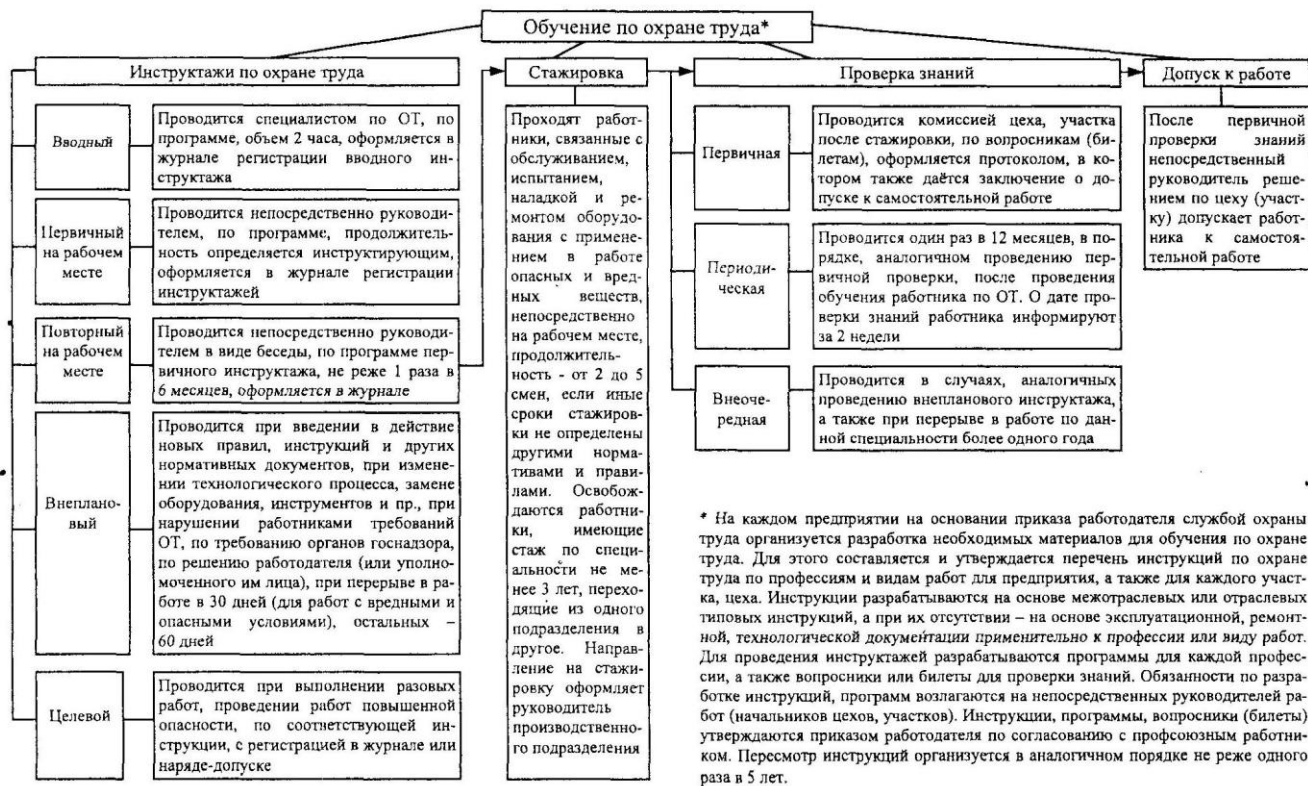 Обучение по охране труда*
Инструктажи по охране труда
Вводный
Проводится специалистом по ОТ, по
программе, объем 2 часа, оформляется в
журнале регистрации вводного ин-
структажа
Первичный
на рабочем
месте
Проводится непосредственно руководи-
телем, по программе, продолжитель-
ность определяется инструктирующим,
оформляется в журнале регистрации
инструктажей
Повторный
на рабочем
месте
Проводится непосредственно руководи-
телем в виде беседы, по программе пер-
вичного инструктажа, не реже 1 раза в
6 месяцев, оформляется в журнале
Внеплано-
вый
Проводится при введении в действие
новых правил, инструкций и других
нормативных документов, при измене-
нии технологического процесса, замене
оборудования, инструментов и пр., при
нарушении работниками требований
ОТ, по требованию органов госнадзора,
по решению работодателя (или уполно-
моченного им лица), при перерыве в ра-
боте в 30 дней (для работ с вредными и
опасными условиями), остальных –
60 дней
Целевой
Проводится при выполнении разовых
работ, проведении работ повышенной
опасности, по соответствующей ин-
струкции, с регистрацией в журнале или
наряде-допуске
Стажировка
Проходят работ-
ники, связанные с
обслуживанием,
испытанием,
наладкой и ре-
монтом оборудо-
вания с примене-
нием в работе
опасных и вред-
ных веществ,
непосредственно
на рабочем месте,
продолжитель-
ность - от 2 до 5
смен, если иные
сроки стажиров-
ки не определены
другими норма-
тивами и прави-
лами. Освобож-
даются работни-
ки, имеющие
стаж по специ-
альности не ме-
нее 3 лет, перехо-
дящие из одного
подразделения в
другое. Направ-
ление на стажи-
ровку оформляет
руководитель
производственно-
го подразделения
Проверка знаний
Первичная
Проводится комиссией цеха, участка
после стажировки, по вопросникам (би-
летам), оформляется протоколом, в ко-
тором также даётся заключение о до-
пуске к самостоятельной работе
Периоди-
ческая
Проводится один раз в 12 месяцев, в по-
рядке, аналогичном проведению пер-
вичной проверки, после проведения
обучения работника по ОТ. О дате про-
верки знаний работника информируют
за 2 недели
Внеоче-
редная
Проводится в случаях, аналогичных
проведению внепланового инструктажа,
а также при перерыве в работе по дан-
ной специальности более одного года
Допуск к работе
После первичной
проверки знаний
непосредственный
руководитель реше-
нием по цеху (участ-
ку) допускает работ-
ника к самостоя-
тельной работе
* На каждом предприятии на основании приказа работодателя службой охраны
труда организуется разработка необходимых материалов для обучения по охране
труда. Для этого составляется и утверждается перечень инструкций по охране
труда по профессиям и видам работ для предприятия, а также для каждого участ-
ка, цеха. Инструкции разрабатываются на основе межотраслевых или отраслевых
типовых инструкций, а при их отсутствии – на основе эксплуатационной, ремонт-
ной, технологической документации применительно к профессии или виду работ.
Для проведения инструктажей разрабатываются программы для каждой профес-
сии, а также вопросники или билеты для проверки знаний. Обязанности по разра-
ботке инструкций, программ возлагаются на непосредственных руководителей ра-
бот (начальников цехов, участков). Инструкции, программы, вопросники (билеты)
утверждаются приказом работодателя по согласованию с профсоюзным работни-
ком. Пересмотр инструкций организуется в аналогичном порядке не реже одного
раза в 5 лет.